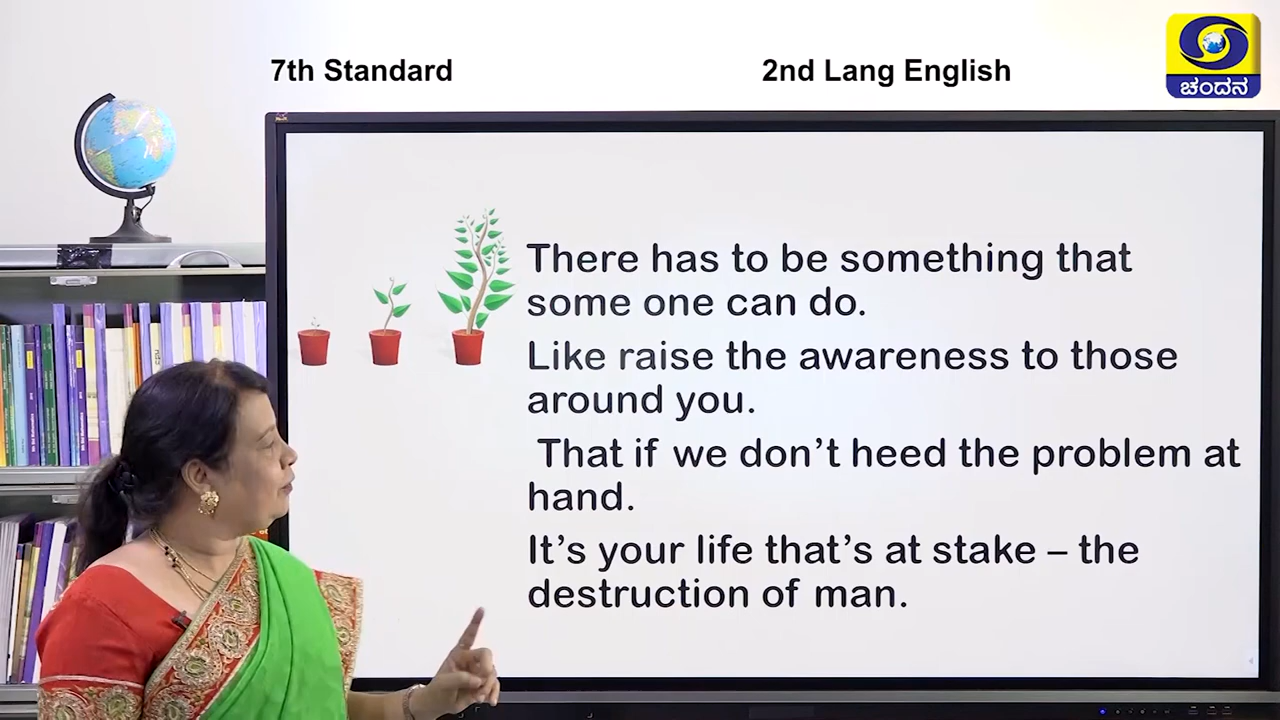 7th Standard
2nd Lang English
ಚಂದನ
There has to be something that
some one can do.
Like raise the awareness to those
around you.
That if we don’t heed the problem at
hand.
It’s your life that’s at stake – the
destruction of man.